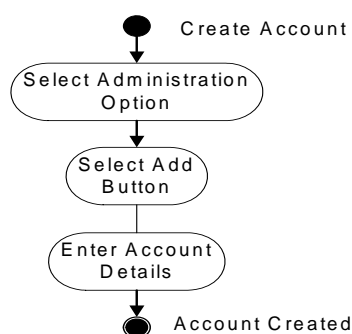 Create Account
Select Administration
Option
Select Add
Button
Enter Account
Details
Account Created